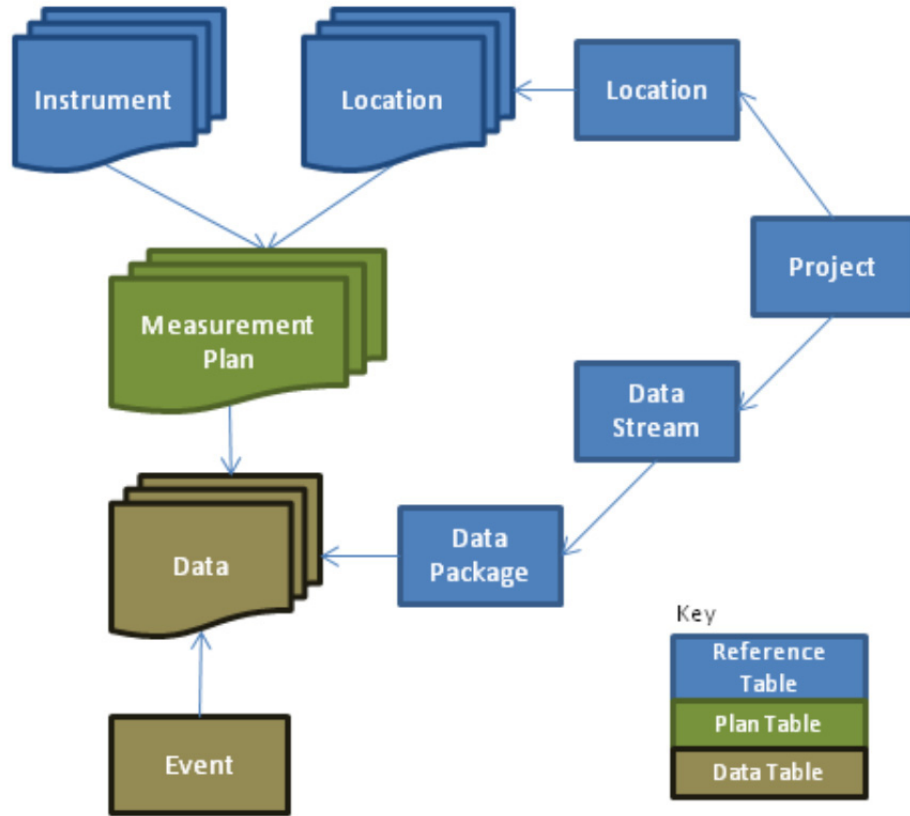 Instrument
Location
Location
Project
Measurement
Plan
Data
Stream
Data
Data
Package
Event
Key
Reference
Table
Plan Table
Data Table